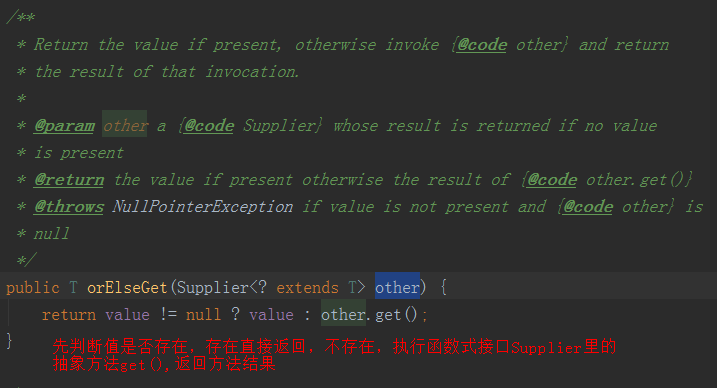 /**
* Return the value if present, otherwise invoke {@code other} and return
* the result of that invocation.
*
* @param other a {@code Supplier} whose result is returned if no value
* is present
* @return the value if present otherwise the result of {@code other.get()}
* @throws NullPointerException if value is not present and {@code other} is
* null
*/
public T orElseGet(Supplier<? extends T> other) {
return value != null ? value : other.get();
}
先判断值是否存在，存在直接返回，不存在，执行函数式接口Supplier里的
抽象方法get(),返回方法结果